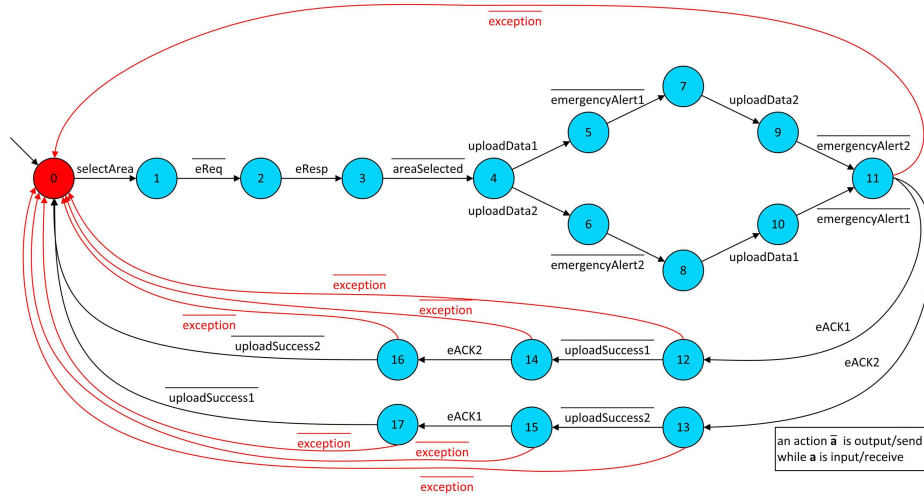 exception
emergencyAlert1
7
uploadData2
5
9
uploadData1
emergencyAlert2
selectArea
eReq
eResp
areaSelected
0
1
2
3
4
11
uploadData2
6
10
emergencyAlert1
emergencyAlert2
8
uploadData1
exception
exception
exception
eACK1
uploadSuccess2
eACK2
uploadSuccess1
16
14
12
eACK2
uploadSuccess1
eACK1
uploadSuccess2
17
15
13
exception
exception
exception
an action a is output/send
while a is input/receive